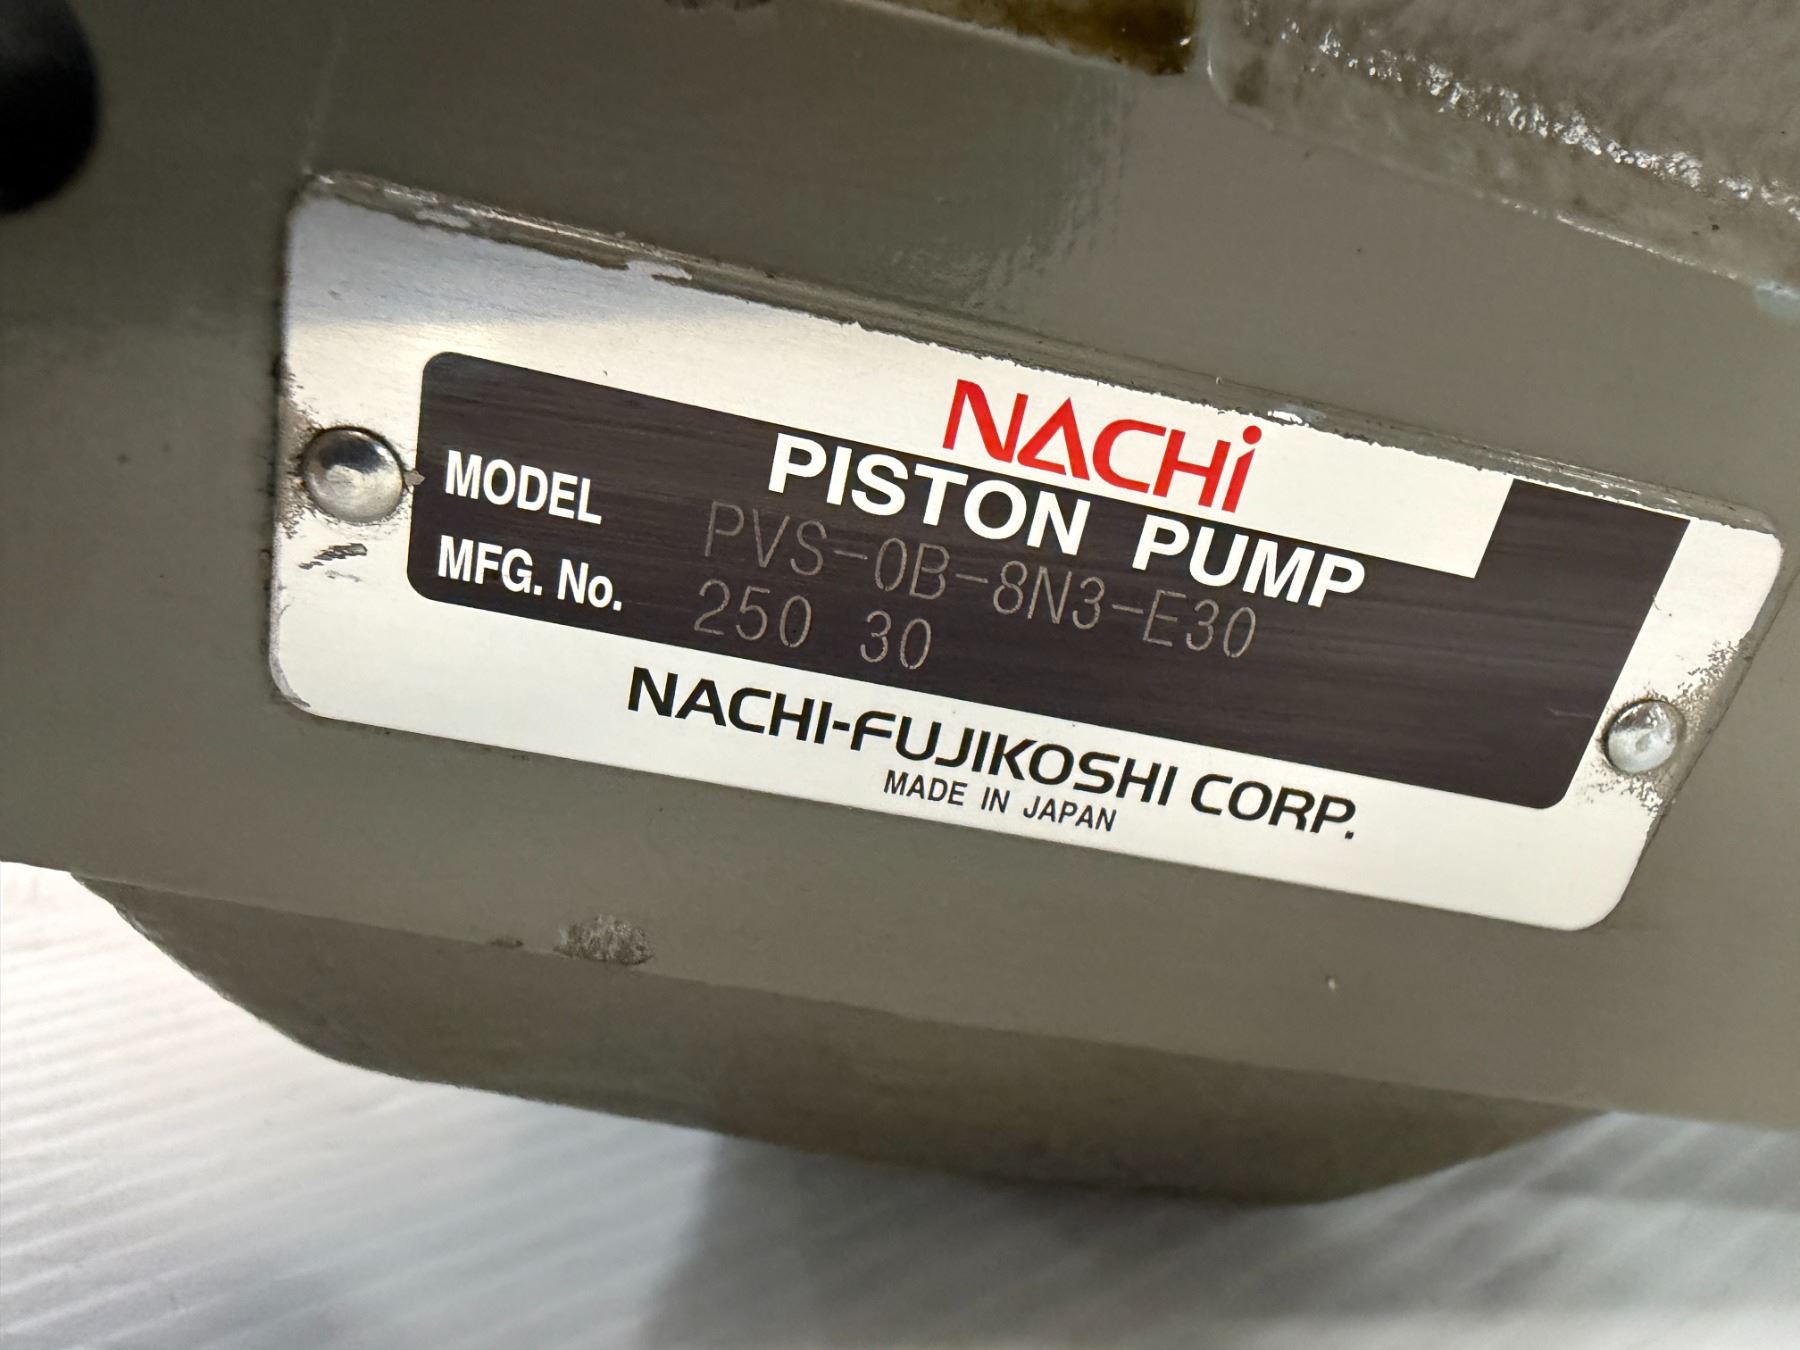 NACHi
PISTON PUMP
MODEL PVS-0B-8N3-E30
MFG. No. 250 30
NACHI-FUJIKOSHI CORP.
MADE IN JAPAN